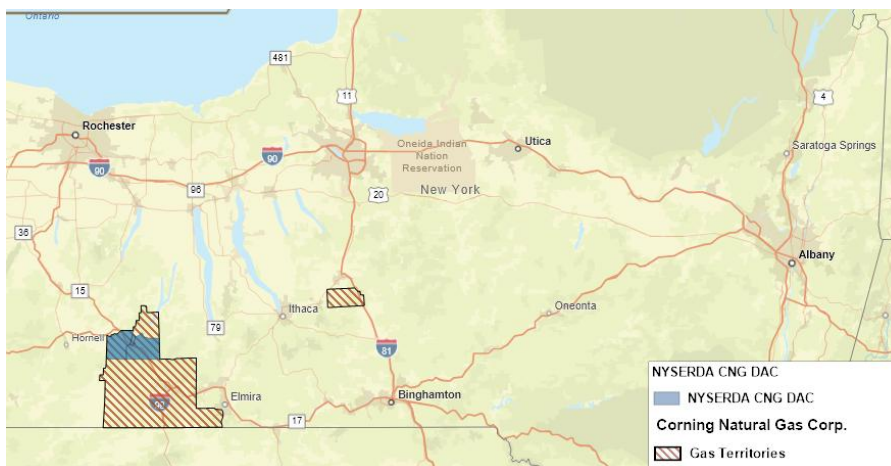 Ontario
481
11
4
Rochester
Utica
Oneida Indian
Nation
Reservation
Saratoga Springs
90
90
96
New York
20
36
Albany
15
Ithaca
Oneonta
79
Hornell
81
NYSERDA CNG DAC
NYSERDA CNG DAC
Elmira
Binghamton
17
Corning Natural Gas Corp.
Gas Territories